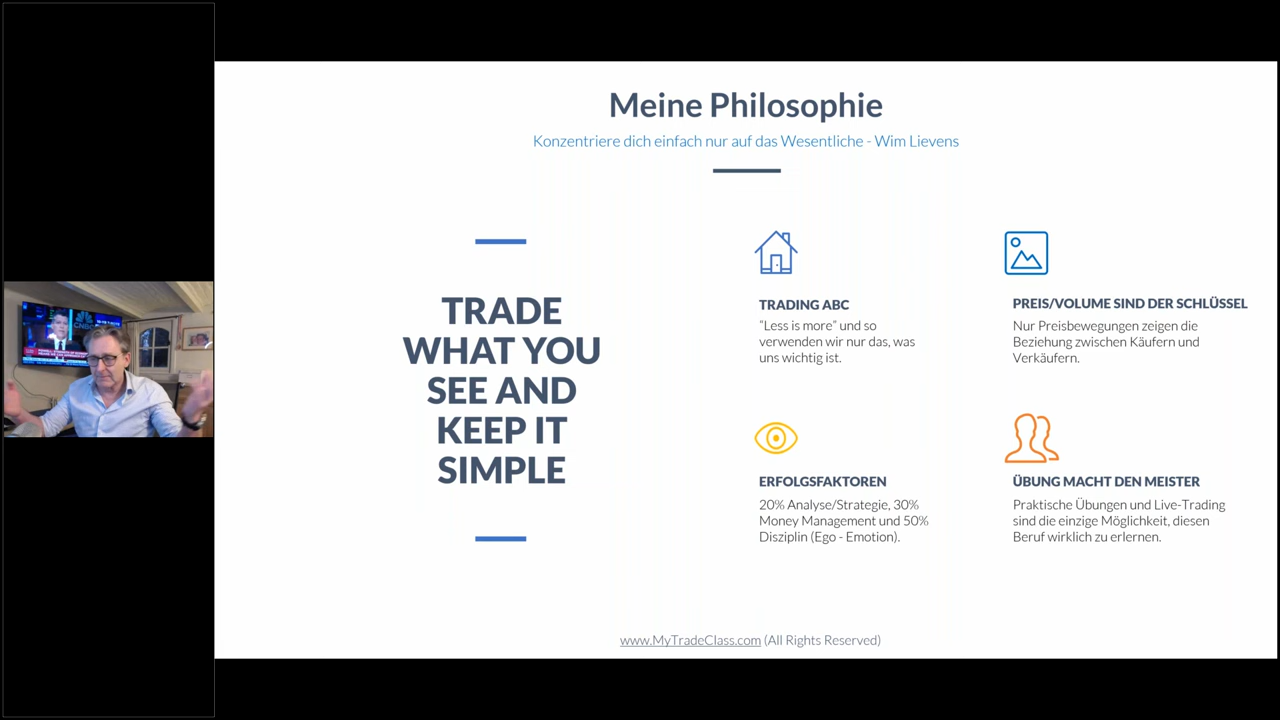 Meine Philosophie
Konzentriere dich einfach nur auf das Wesentliche - Wim Lievens
TRADE
WHAT YOU
SEE AND
KEEP IT
SIMPLE
TRADING ABC
"Less is more" und so
verwenden wir nur das, was
uns wichtig ist.
PREIS/VOLUME SIND DER SCHLÜSSEL
Nur Preisbewegungen zeigen die
Beziehung zwischen Käufern und
Verkäufern.
ERFOLGSFAKTOREN
20% Analyse/Strategie, 30%
Money Management und 50%
Disziplin (Ego - Emotion).
ÜBUNG MACHT DEN MEISTER
Praktische Übungen und Live-Trading
sind die einzige Möglichkeit, diesen
Beruf wirklich zu erlernen.
www.MyTradeClass.com (All Rights Reserved)
CNBC